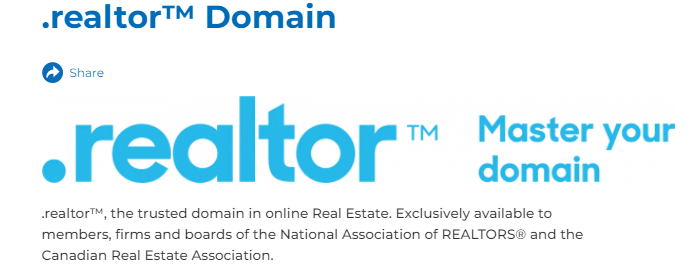 .realtor™ Domain
Share
.realtor™ Master your
domain
.realtor™, the trusted domain in online Real Estate. Exclusively available to
members, firms and boards of the National Association of REALTORS® and the
Canadian Real Estate Association.